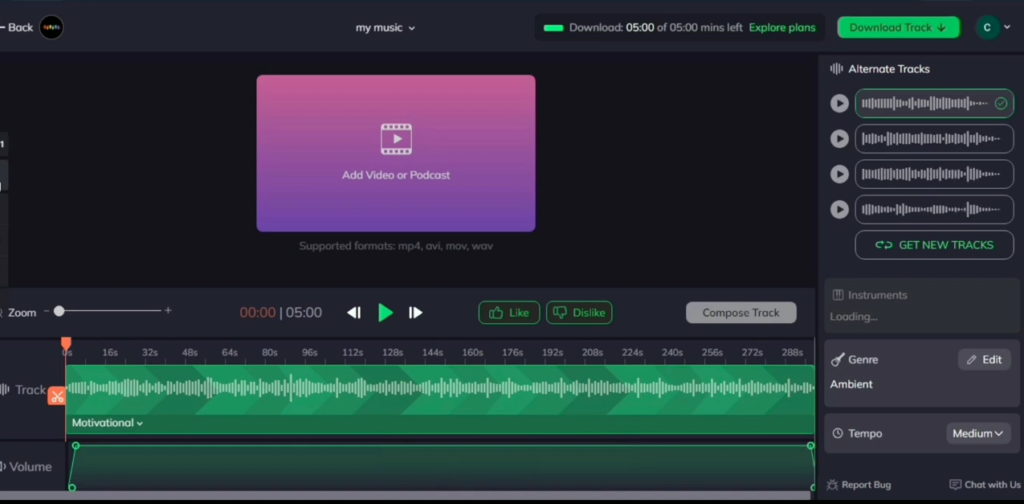 Back
my music
Download: 05:00 of 05:00 mins left Explore plans
Download Track
C
Alternate Tracks
1
Add Video or Podcast
Supported formats: mp4, avi, mov, wav
GET NEW TRACKS
Instruments
Loading...
Zoom - +
00:00 | 05:00
Like
Dislike
Compose Track
0s 16s 32s 48s 64s 80s 96s 112s 128s 144s 160s 176s 192s 208s 224s 240s 256s 272s 288s
Genre
Edit
Ambient
Track
Motivational
Tempo
Medium
Volume
Report Bug
Chat with Us